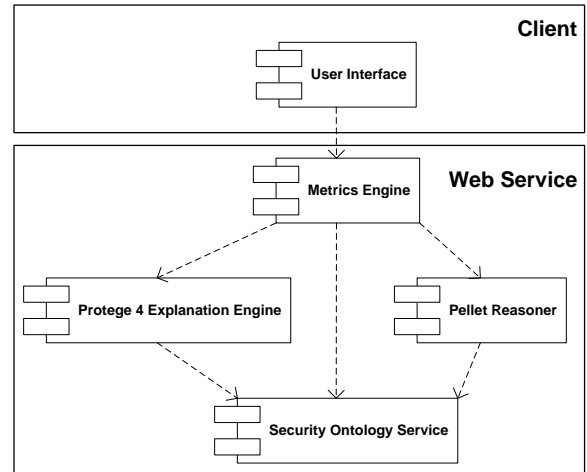 Client
User Interface
Web Service
Metrics Engine
Protege 4 Explanation Engine
Pellet Reasoner
Security Ontology Service